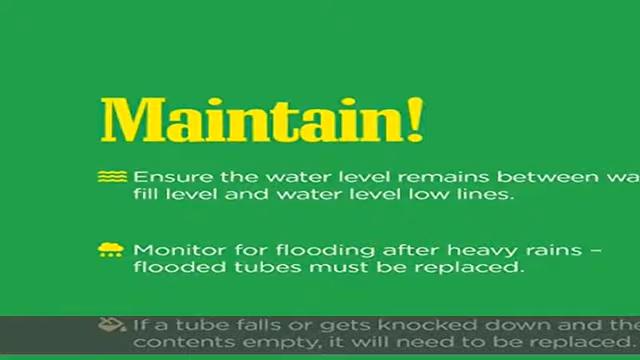 Maintain!
Ensure the water level remains between
fill level and water level low lines.
Monitor for flooding after heavy rains –
flooded tubes must be replaced.
If a tube falls or gets knocked down and the
contents empty, it will need to be replaced.